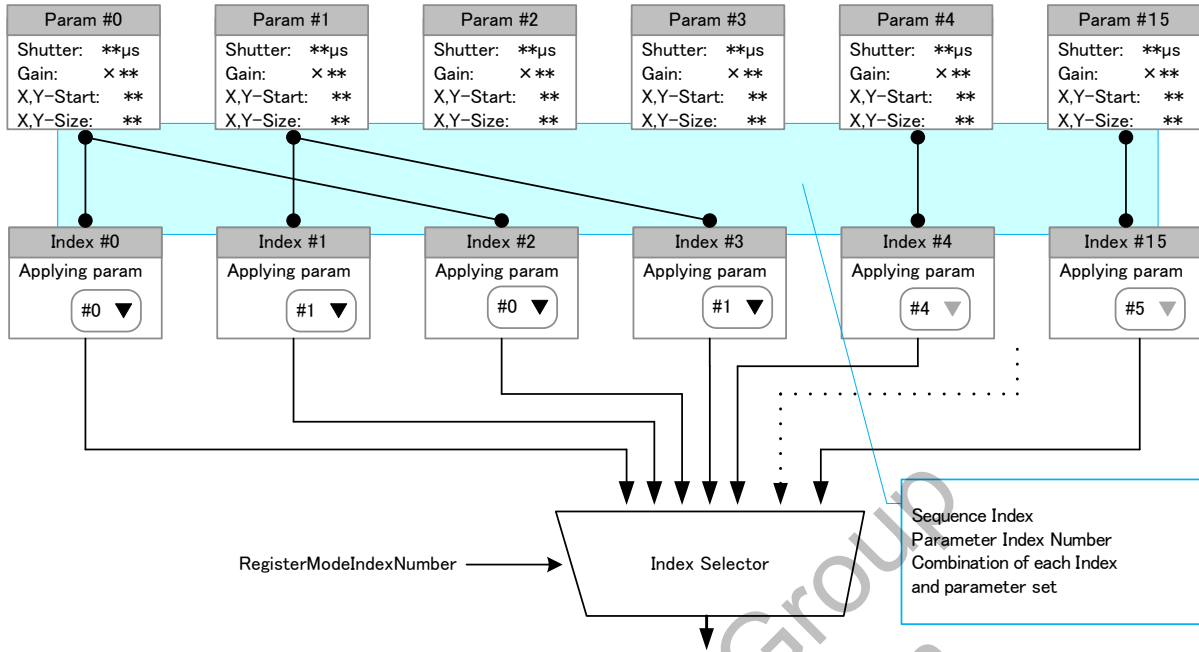 Param #0
Shutter: **µs
Gain: ×**
X,Y-Start: **
X,Y-Size: **
Param #1
Shutter: **µs
Gain: ×**
X,Y-Start: **
X,Y-Size: **
Param #2
Shutter: **µs
Gain: ×**
X,Y-Start: **
X,Y-Size: **
Param #3
Shutter: **µs
Gain: ×**
X,Y-Start: **
X,Y-Size: **
Param #4
Shutter: **µs
Gain: ×**
X,Y-Start: **
X,Y-Size: **
Param #15
Shutter: **µs
Gain: ×**
X,Y-Start: **
X,Y-Size: **
Index #0
Applying param
#0 ▼
Index #1
Applying param
#1 ▼
Index #2
Applying param
#0 ▼
Index #3
Applying param
#1 ▼
Index #4
Applying param
#4 ▼
Index #15
Applying param
#5 ▼
RegisterModeIndexNumber
Index Selector
Sequence Index
Parameter Index Number
Combination of each Index
and parameter set
Group